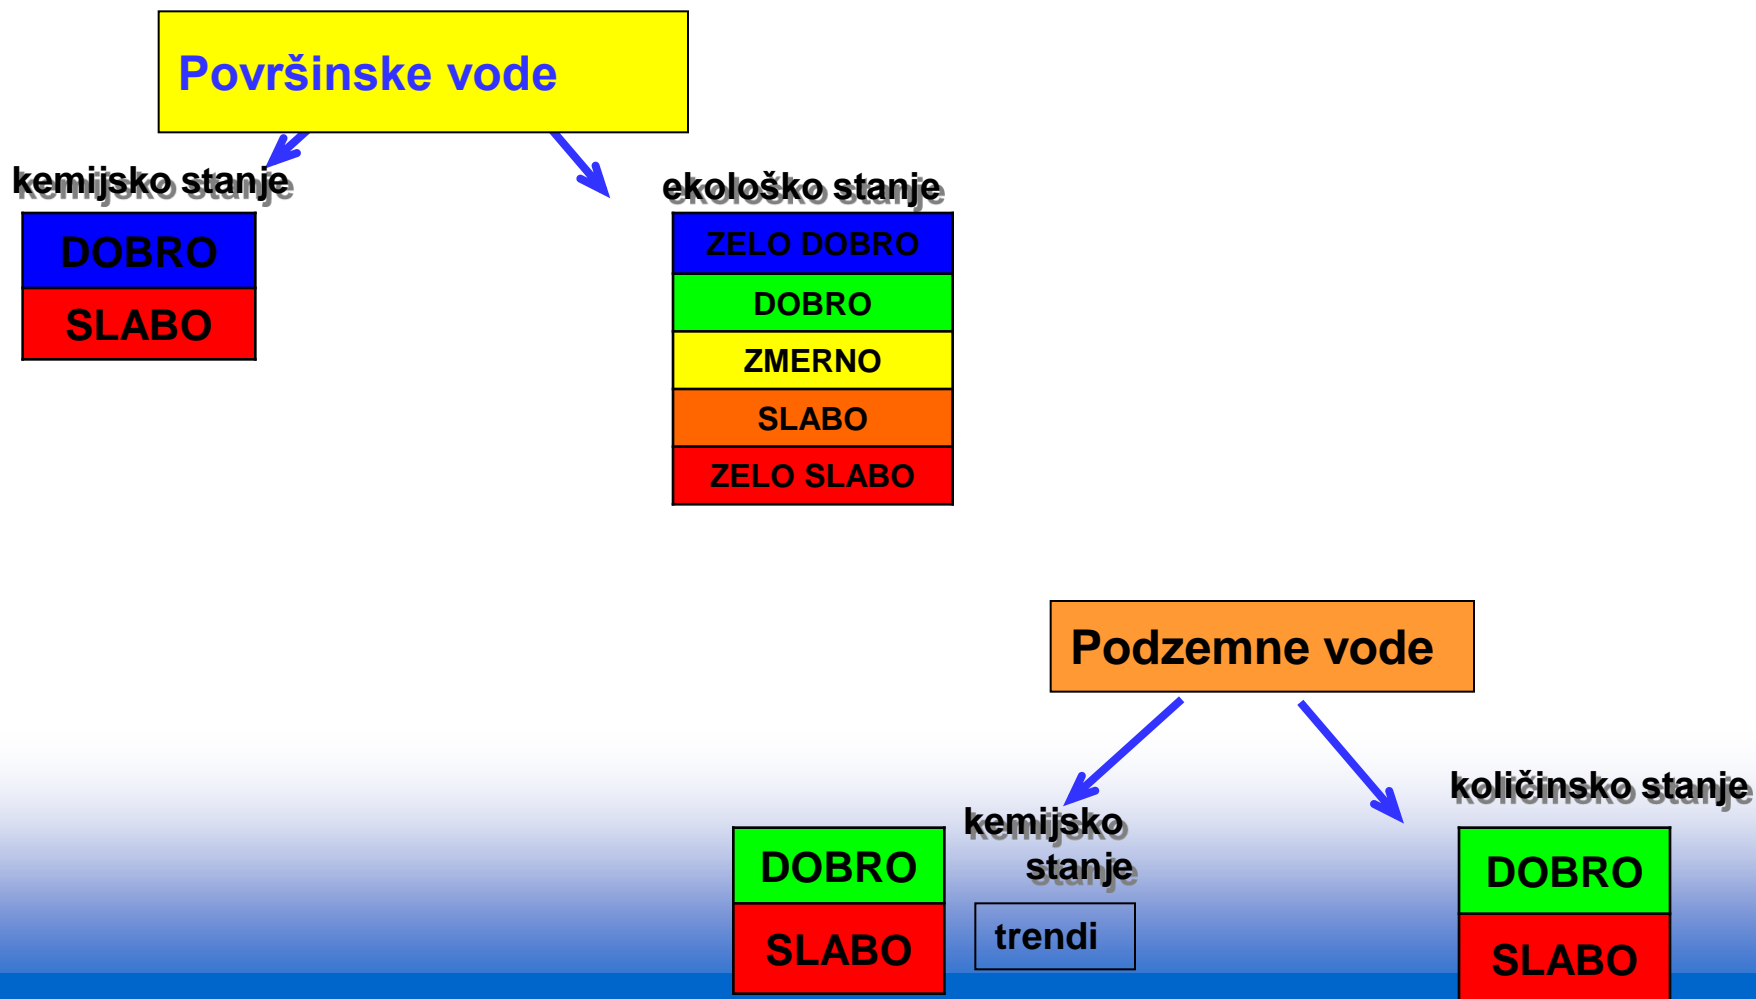 Površinske vode
kemijsko stanje
DOBRO
SLABO
ekološko stanje
ZELO DOBRO
DOBRO
ZMERNO
SLABO
ZELO SLABO
Podzemne vode
kemijsko
stanje
DOBRO
SLABO
trendi
količinsko stanje
DOBRO
SLABO